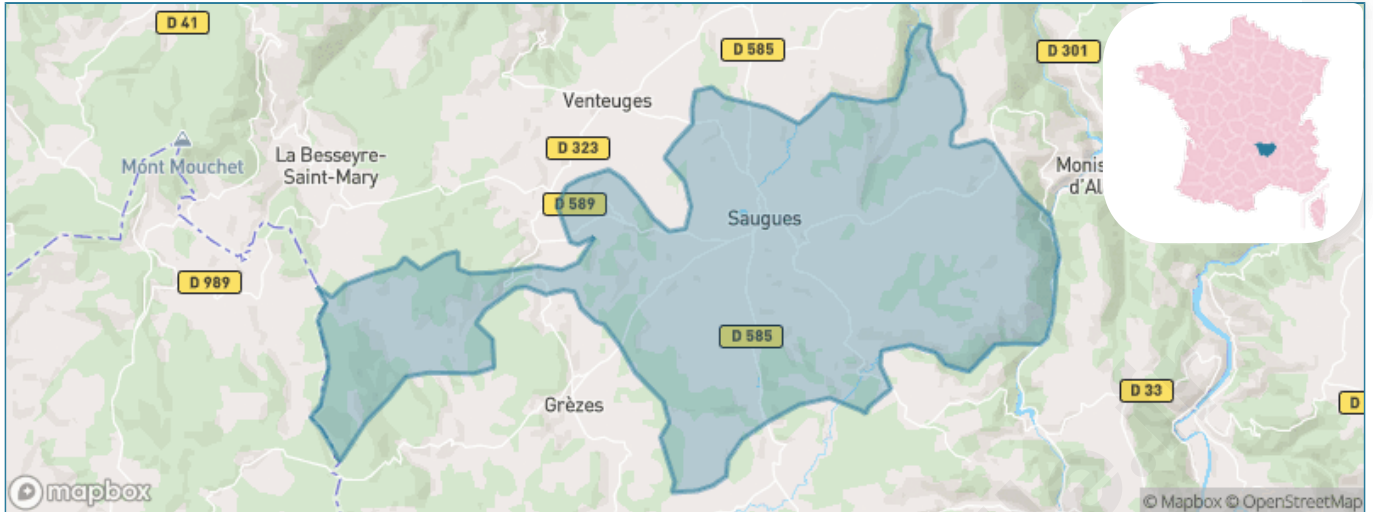 D 41
D 585
D 301
Venteuges
D 323
La Besseyre-
Saint-Mary
Mont Mouchet
Monis
d'Al
D 589
Saugues
D 989
D 585
Grèzes
D 33
D
mapbox
© Mapbox © OpenStreetMap